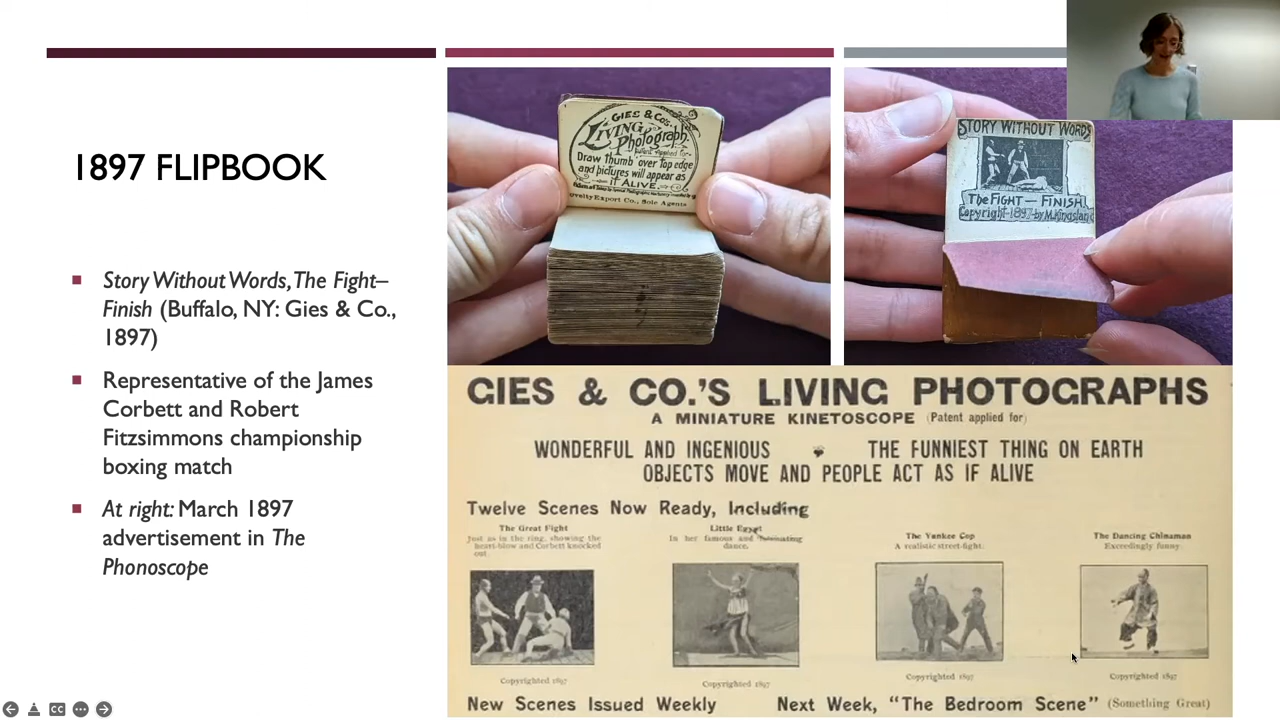 1897 FLIPBOOK
Story Without Words, The Fight–
Finish (Buffalo, NY: Gies & Co.,
1897)
Representative of the James
Corbett and Robert
Fitzsimmons championship
boxing match
At right: March 1897
advertisement in The
Phonoscope
GIES & CO'S
LIVING
Photograph.
Draw thumb over top edge
and pictures will appear as
if ALIVE.
Novelty Export Co., Sole Agents
STORY WITHOUT WORDS
The FIGHT — FINISH
Copyright 1897 by M. Kingsland
GIES & CO.'S LIVING PHOTOGRAPHS
A MINIATURE KINETOSCOPE (Patent applied for)
WONDERFUL AND INGENIOUS THE FUNNIEST THING ON EARTH
OBJECTS MOVE AND PEOPLE ACT AS IF ALIVE
Twelve Scenes Now Ready, Including
The Great Fight
Just as in the ring, showing the
heart-blow and Corbett knocked
out.
Copyrighted 1897
Little Egypt
In her famous and fascinating
dance.
Copyrighted 1897
The Yankee Cop
A realistic street-fight.
Copyrighted 1897
The Dancing Chinaman
Exceedingly funny.
Copyrighted 1897
New Scenes Issued Weekly Next Week, "The Bedroom Scene" (Something Great)
CC